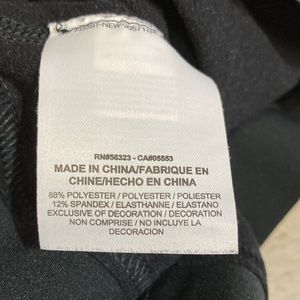 RN#56323 - CA#05553
MADE IN CHINA/FABRIQUE EN
CHINE/HECHO EN CHINA
88% POLYESTER / POLYESTER / POLIESTER
12% SPANDEX / ELASTHANNE / ELASTANO
EXCLUSIVE OF DECORATION / DECORATION
NON COMPRISE / NO INCLUYE LA
DECORACION